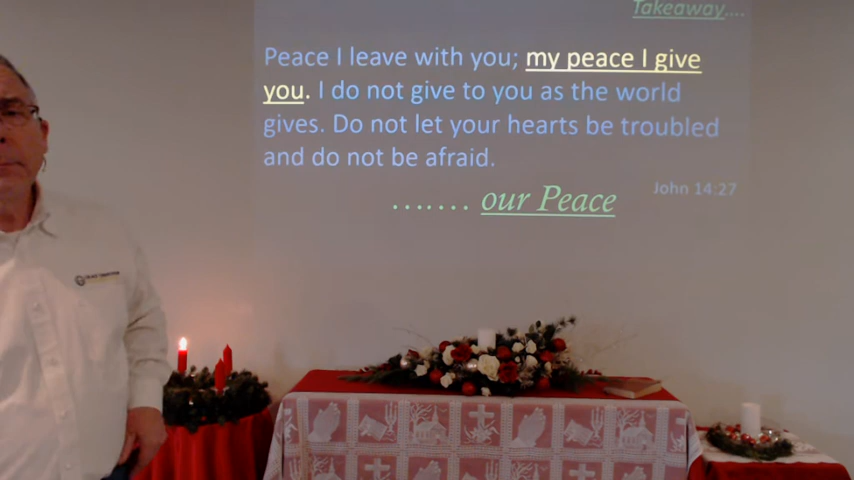 Takeaway....
Peace I leave with you; my peace I give
you. I do not give to you as the world
gives. Do not let your hearts be troubled
and do not be afraid.
John 14:27
....... our Peace